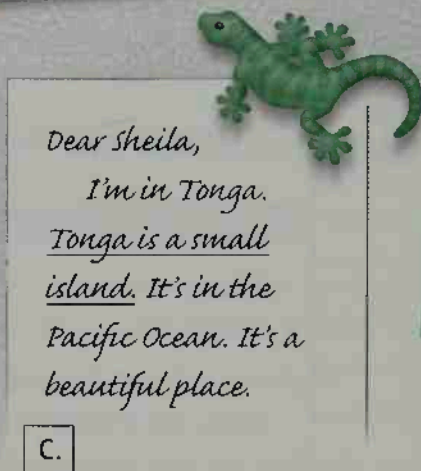 Dear Sheila,
I'm in Tonga.
Tonga is a small
island. It's in the
Pacific Ocean. It's a
beautiful place.
C.